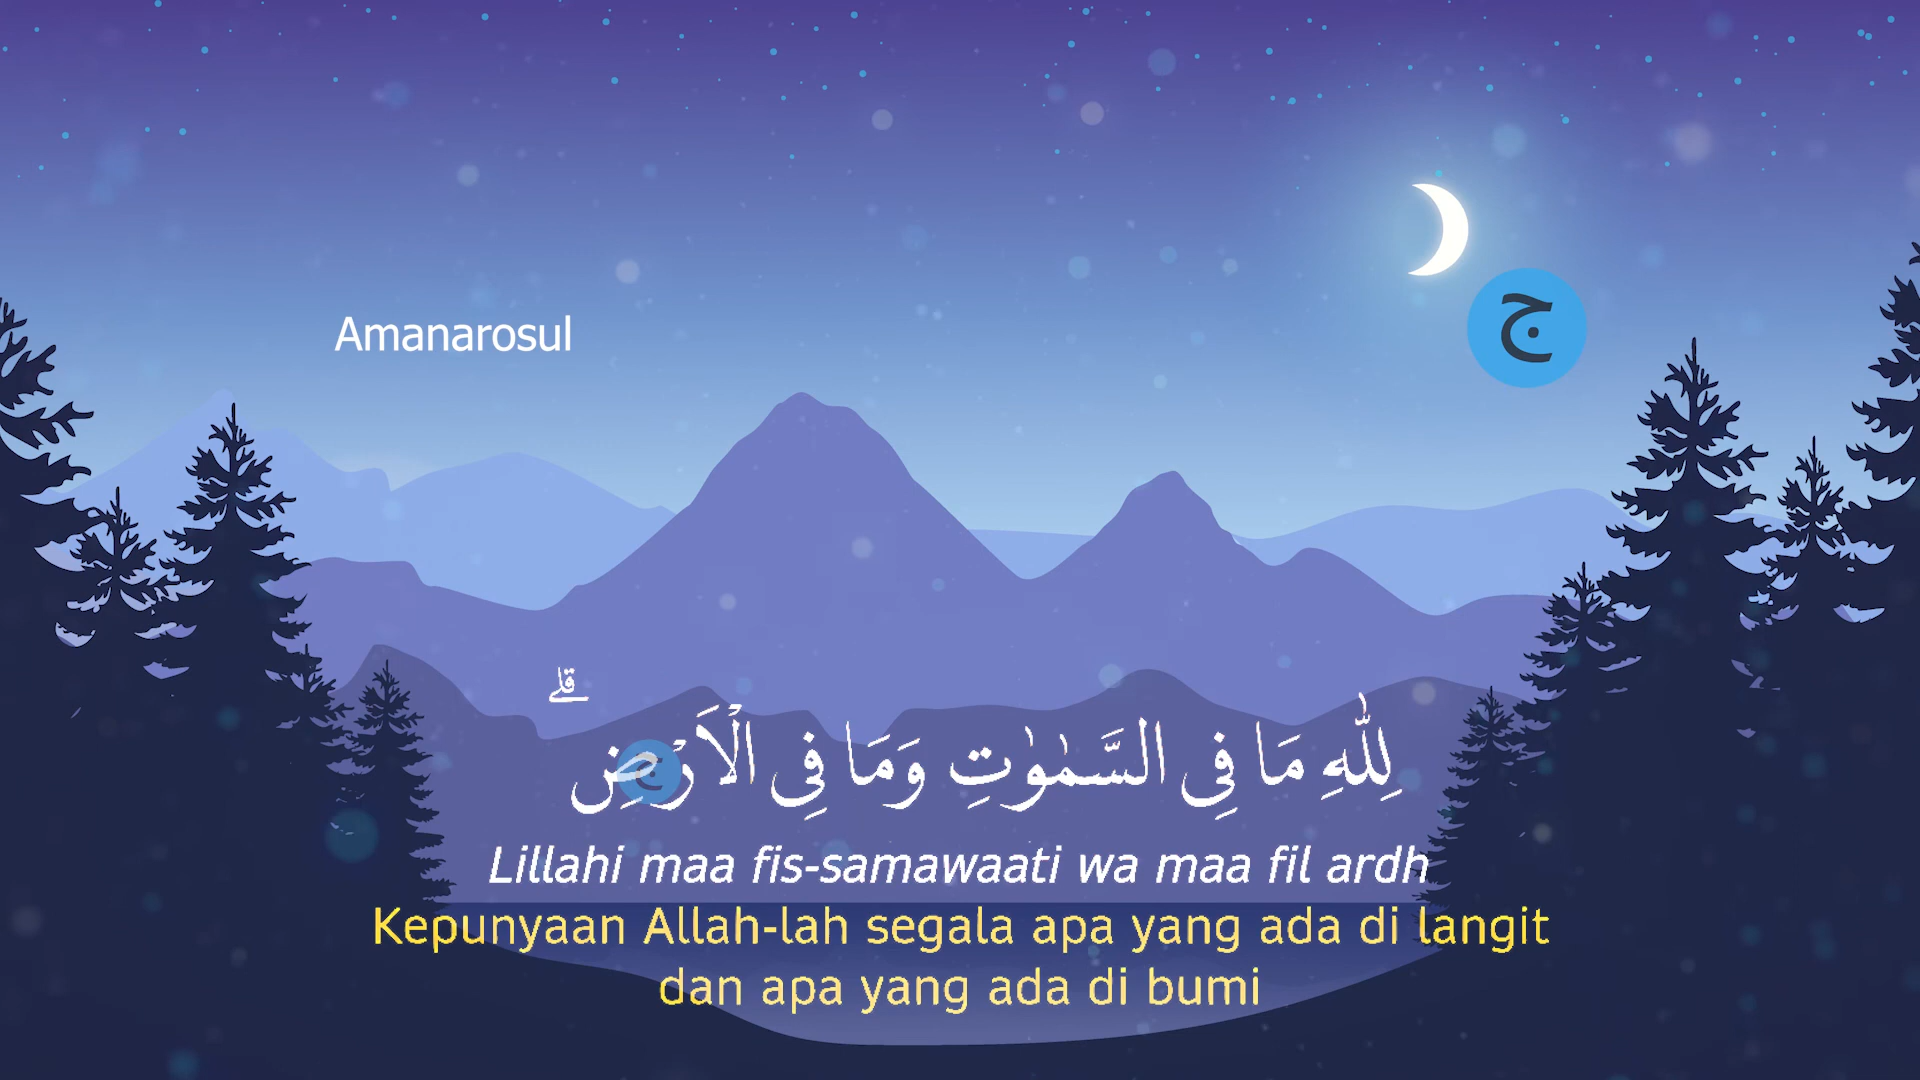 Amanarosul
ج
لِلّٰهِ مَا فِى السَّمٰوٰتِ وَمَا فِى الْاَرْضِ ۗ
Lillahi maa fis-samawaati wa maa fil ardh
Kepunyaan Allah-lah segala apa yang ada di langit
dan apa yang ada di bumi